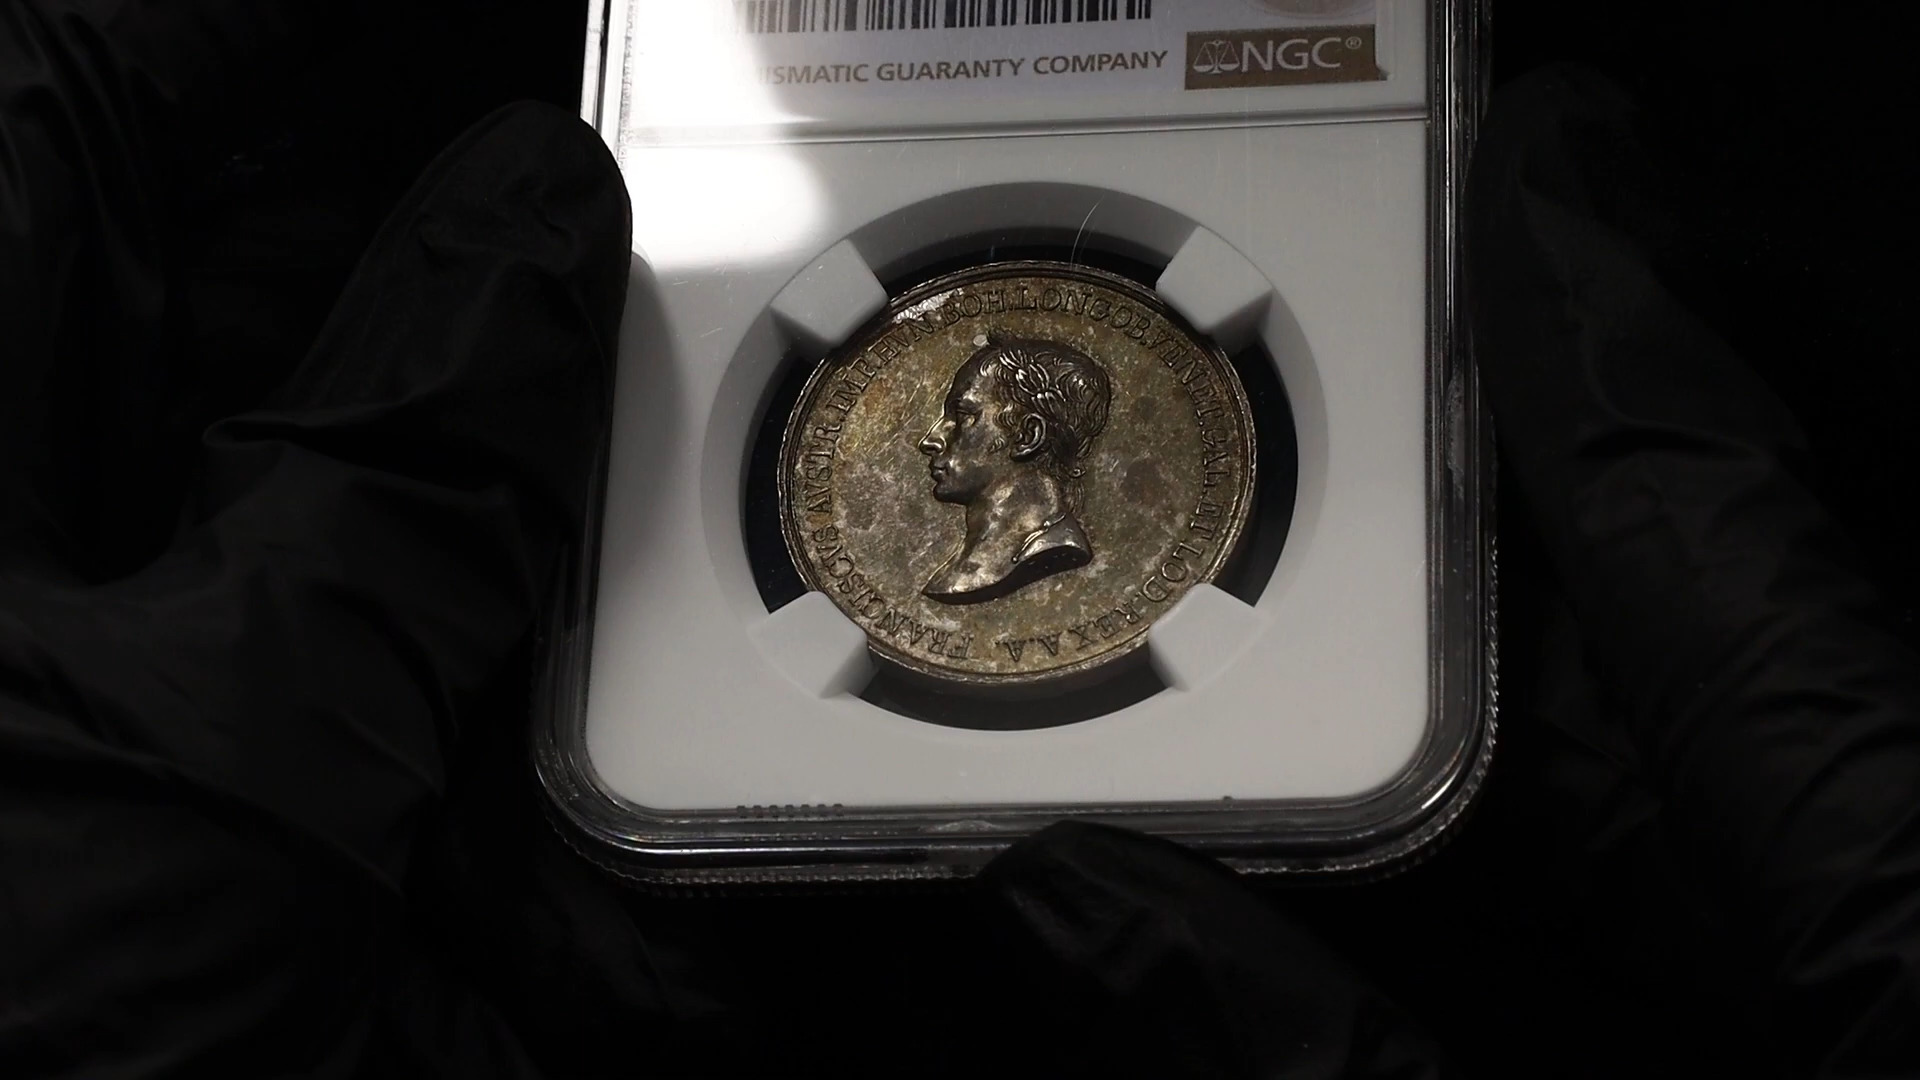 ISMATIC GUARANTY COMPANY
NGC®
FRANCISCVS AVSTR. IMP. HVN. BOH. LONGOB. VENET. GAL. ET LOD. REX A.A.